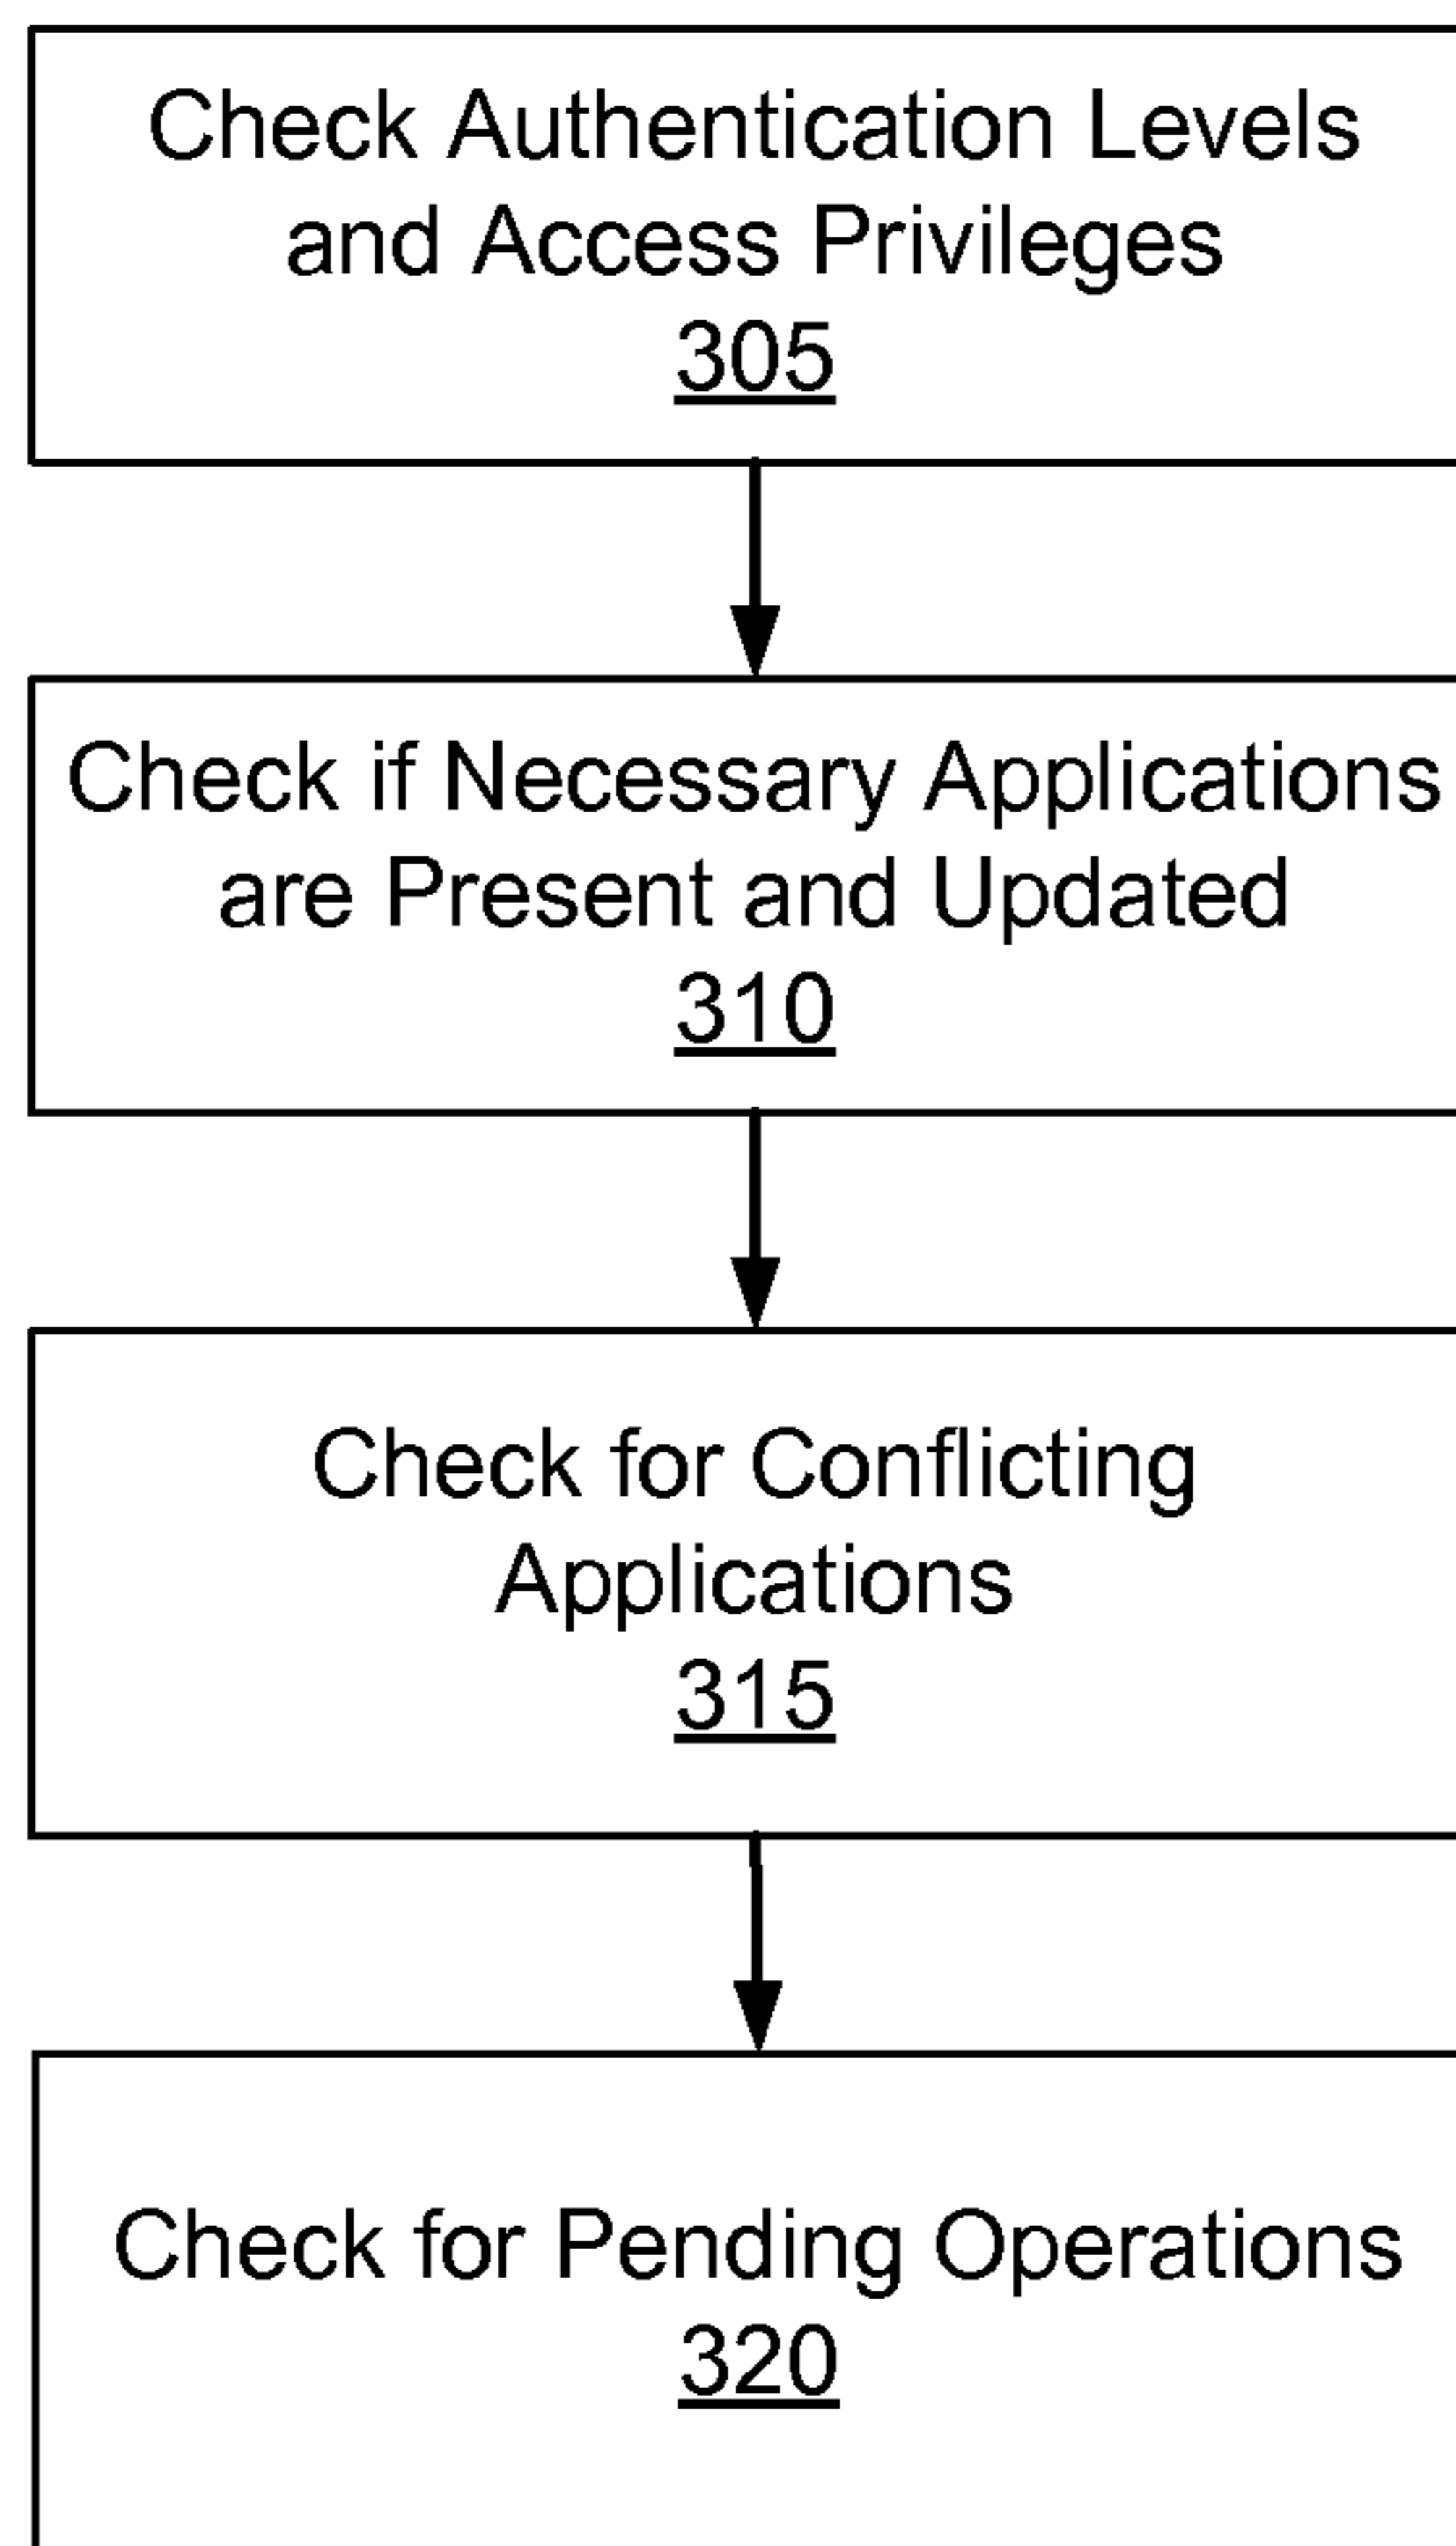 Check Authentication Levels
and Access Privileges
305
Check if Necessary Applications
are Present and Updated
310
Check for Conflicting
Applications
315
Check for Pending Operations
320